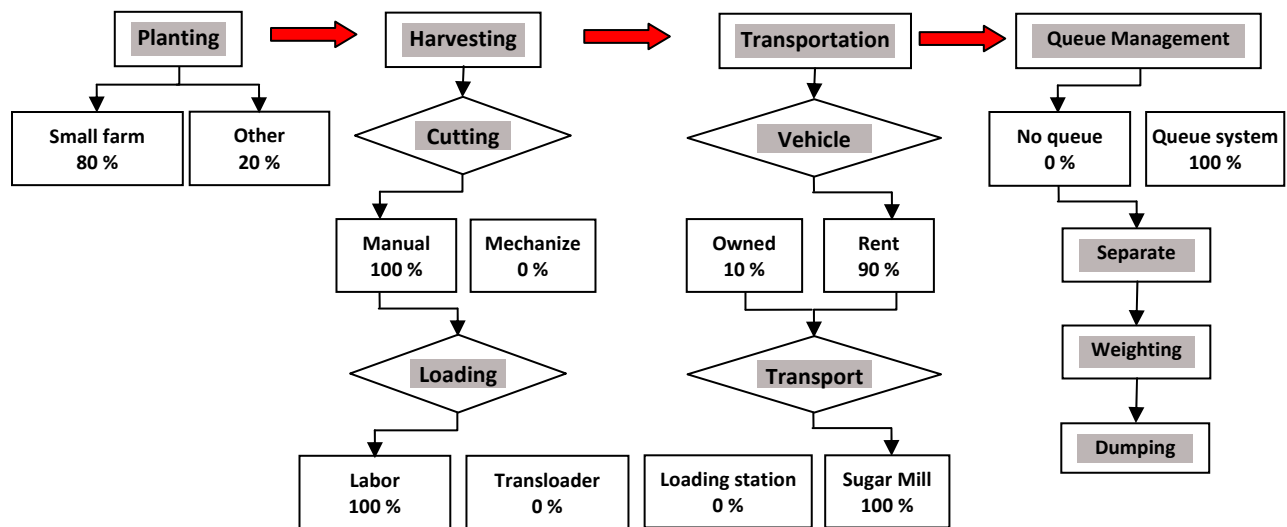 Planting
Harvesting
Transportation
Queue Management
Small farm
80 %
Other
20 %
Cutting
Vehicle
No queue
0 %
Queue system
100 %
Manual
100 %
Mechanize
0 %
Owned
10 %
Rent
90 %
Separate
Loading
Transport
Weighting
Labor
100 %
Transloader
0 %
Loading station
0 %
Sugar Mill
100 %
Dumping